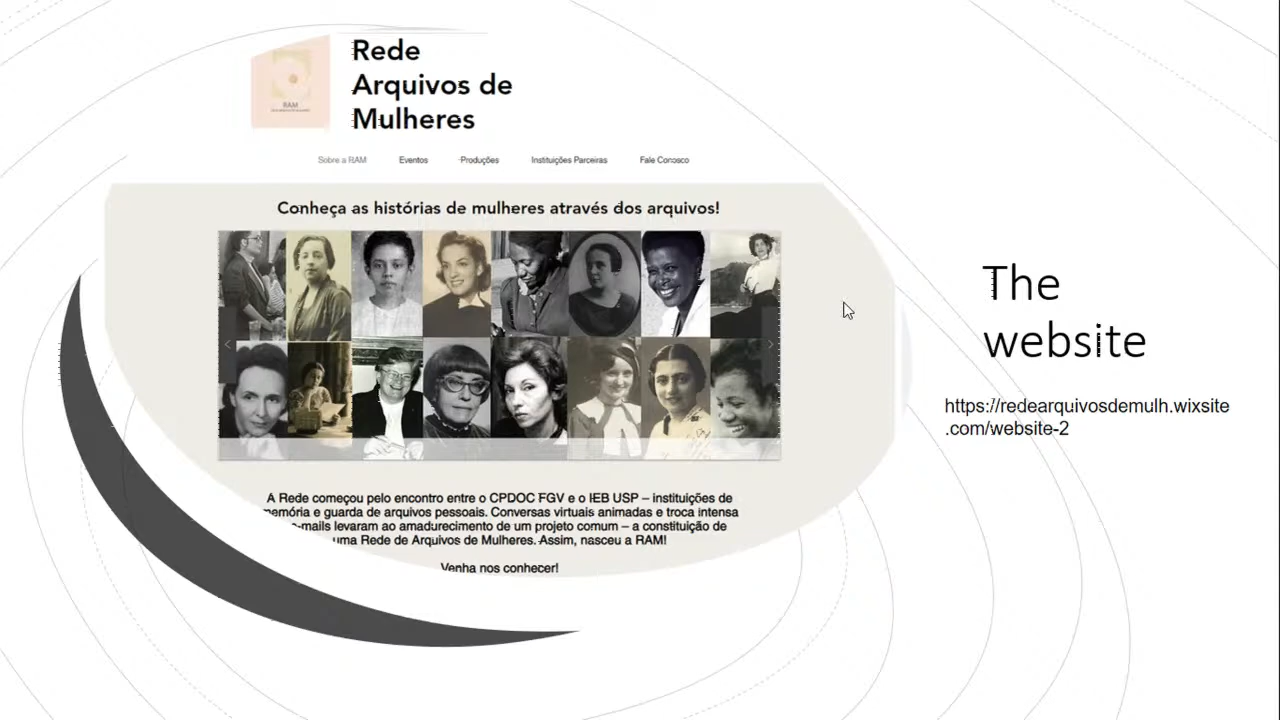 Rede
Arquivos de
Mulheres
RAM
Sobre a RAM Eventos Produções Instituições Parceiras Fale Conosco
Conheça as histórias de mulheres através dos arquivos!
A Rede começou pelo encontro entre o CPDOC FGV e o IEB USP – instituições de
memória e guarda de arquivos pessoais. Conversas virtuais animadas e troca intensa
e-mails levaram ao amadurecimento de um projeto comum – a constituição de
uma Rede de Arquivos de Mulheres. Assim, nasceu a RAM!
Venha nos conhecer!
The
website
https://redearquivosdemulh.wixsite
.com/website-2